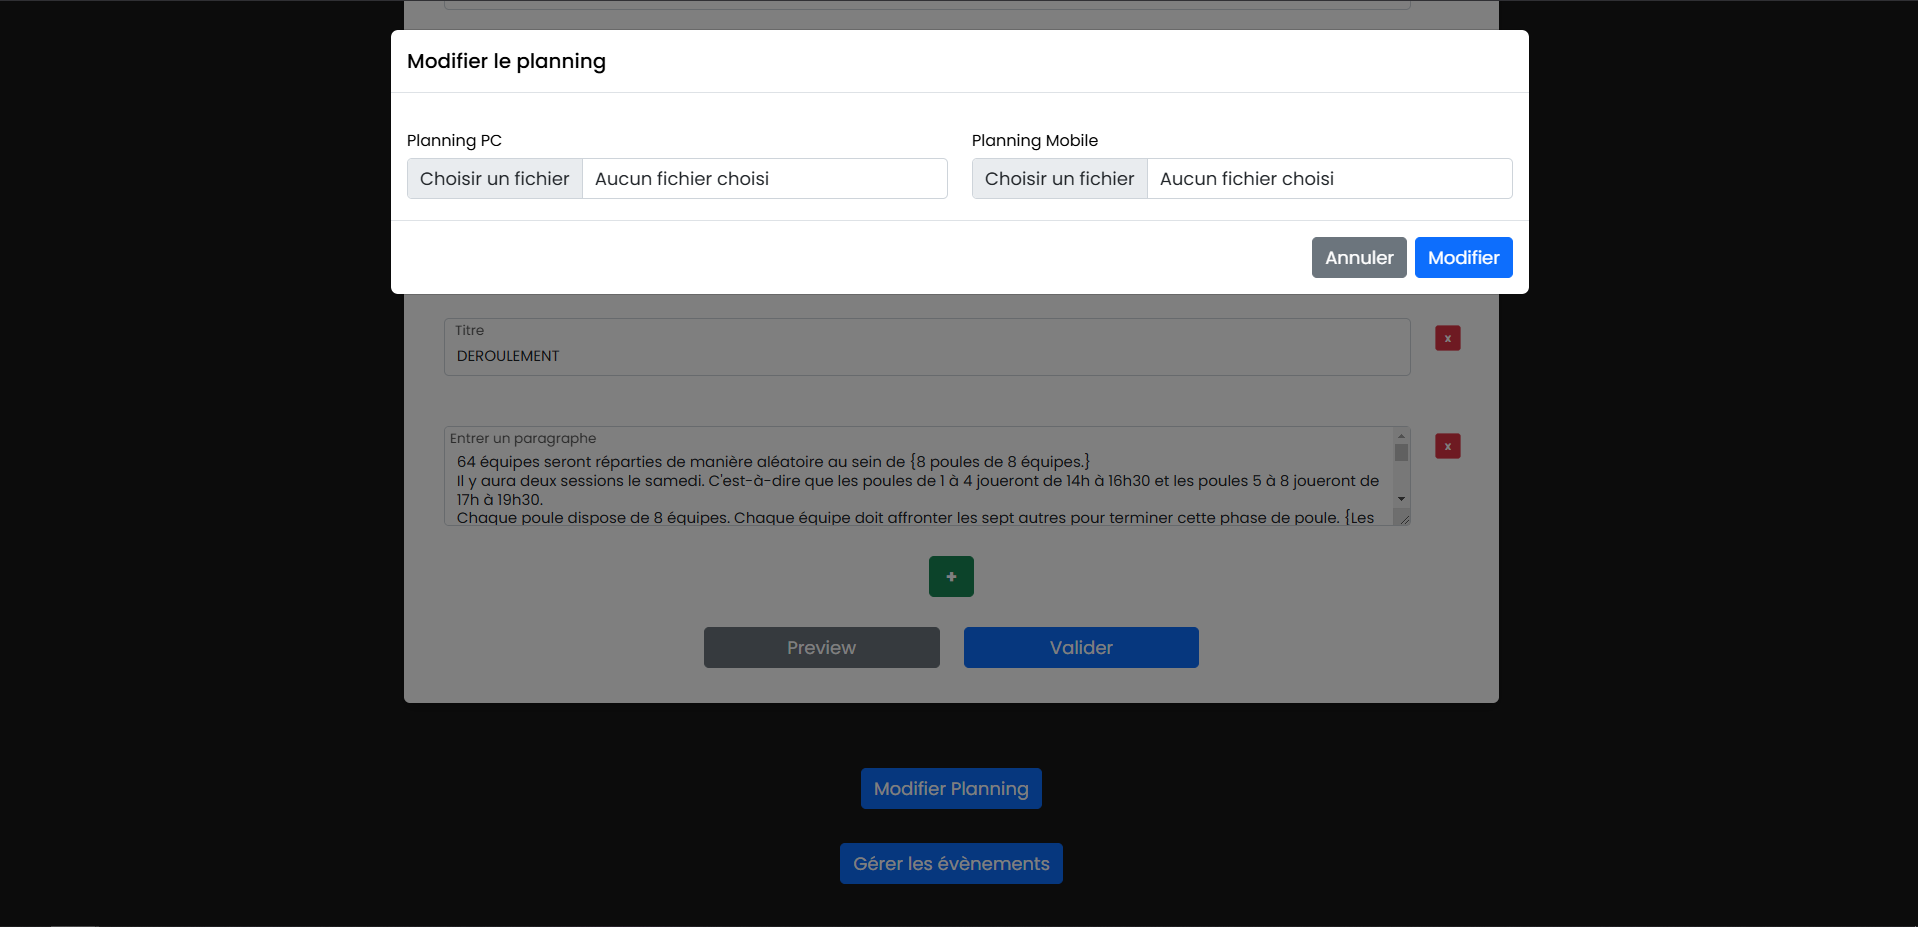 Modifier le planning
Planning PC
Planning Mobile
Choisir un fichier Aucun fichier choisi
Choisir un fichier Aucun fichier choisi
Annuler
Modifier
Titre
DEROULEMENT
x
Entrer un paragraphe
64 équipes seront réparties de manière aléatoire au sein de {8 poules de 8 équipes.}
Il y aura deux sessions le samedi. C'est-à-dire que les poules de 1 à 4 joueront de 14h à 16h30 et les poules 5 à 8 joueront de
17h à 19h30.
Chaque poule dispose de 8 équipes. Chaque équipe doit affronter les sept autres pour terminer cette phase de poule. {Les
x
+
Preview
Valider
Modifier Planning
Gérer les évènements